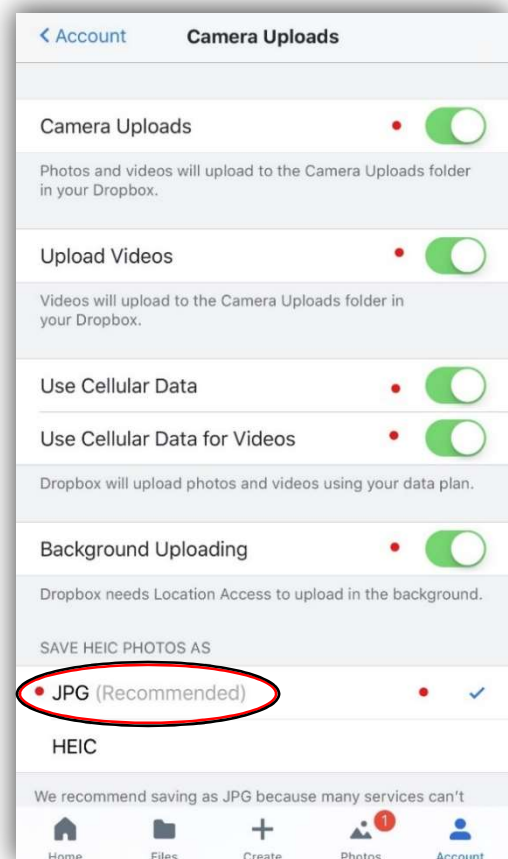 < Account Camera Uploads
Camera Uploads
Photos and videos will upload to the Camera Uploads folder
in your Dropbox.
Upload Videos
Videos will upload to the Camera Uploads folder in
your Dropbox.
Use Cellular Data
Use Cellular Data for Videos
Dropbox will upload photos and videos using your data plan.
Background Uploading
Dropbox needs Location Access to upload in the background.
SAVE HEIC PHOTOS AS
JPG (Recommended)
HEIC
We recommend saving as JPG because many services can't
1
Home Files Create Photos Account